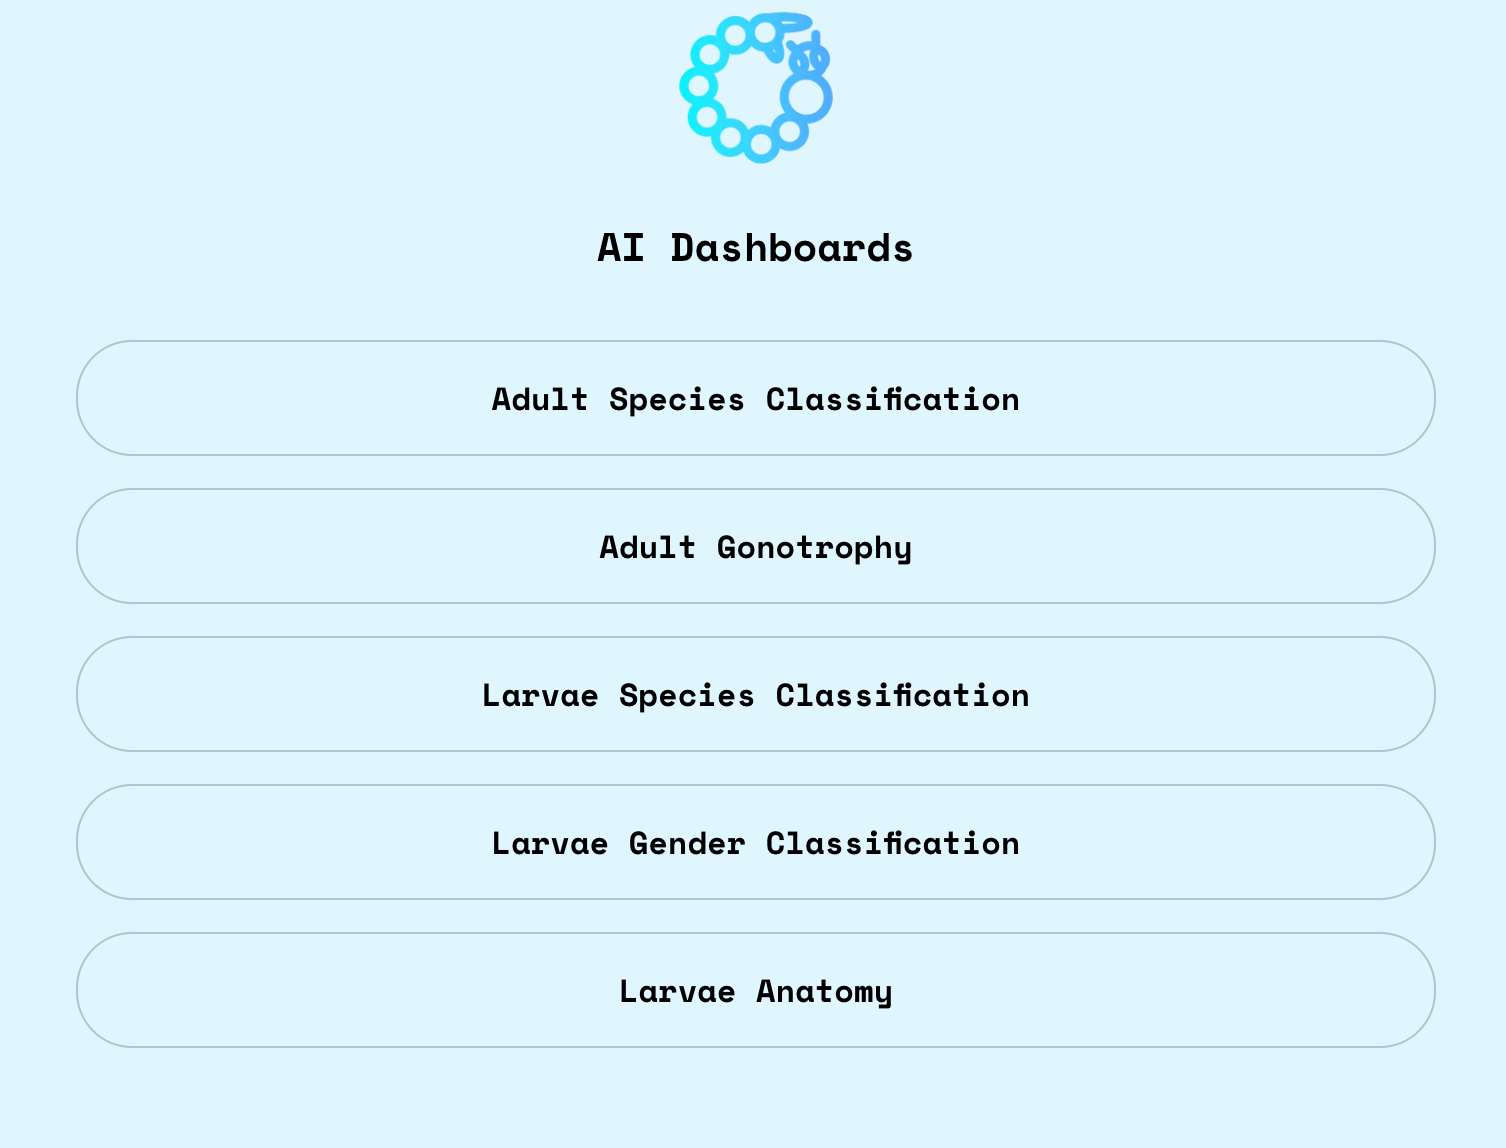 AI Dashboards
Adult Species Classification
Adult Gonotrophy
Larvae Species Classification
Larvae Gender Classification
Larvae Anatomy